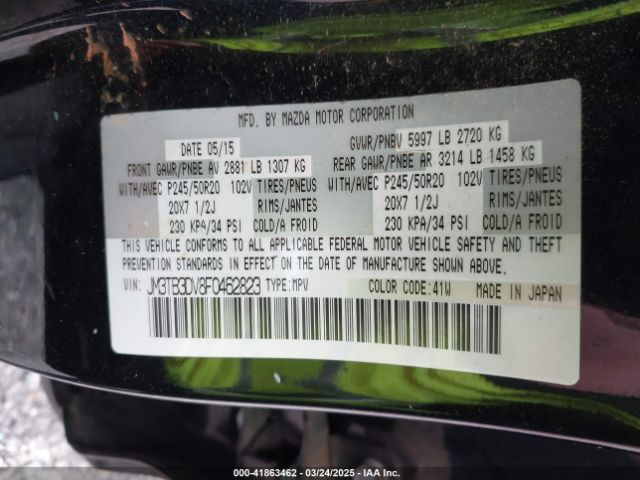 MFD. BY MAZDA MOTOR CORPORATION
DATE 05/15 GVWR/PNBV 5997 LB 2720 KG
FRONT GAWR/PNBE AV 2881 LB 1307 KG REAR GAWR/PNBE AR 3214 LB 1458 KG
WITH/AVEC P245/50R20 102V TIRES/PNEUS WITH/AVEC P245/50R20 102V TIRES/PNEUS
20X7 1/2J RIMS/JANTES 20X7 1/2J RIMS/JANTES
230 KPA/34 PSI COLD/A FROID 230 KPA/34 PSI COLD/A FROID
THIS VEHICLE CONFORMS TO ALL APPLICABLE FEDERAL MOTOR VEHICLE SAFETY AND THEFT
PREVENTION STANDARDS IN EFFECT ON THE DATE OF MANUFACTURE SHOWN ABOVE.
VIN: JM3TB3DV8F0452823 TYPE:MPV COLOR CODE:41W MADE IN JAPAN
000-41863462 - 03/24/2025 - IAA Inc.